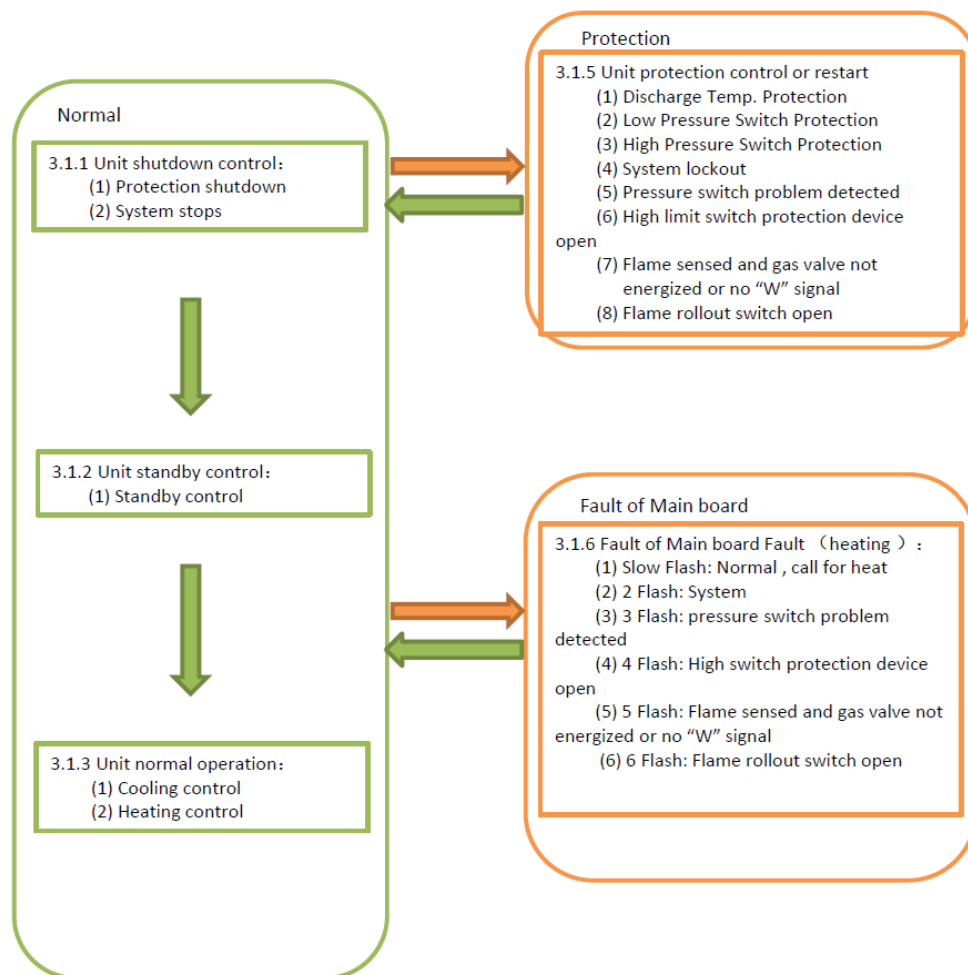 Normal
3.1.1 Unit shutdown control：
(1) Protection shutdown
(2) System stops
3.1.2 Unit standby control：
(1) Standby control
3.1.3 Unit normal operation：
(1) Cooling control
(2) Heating control
Protection
3.1.5 Unit protection control or restart
(1) Discharge Temp. Protection
(2) Low Pressure Switch Protection
(3) High Pressure Switch Protection
(4) System lockout
(5) Pressure switch problem detected
(6) High limit switch protection device
open
(7) Flame sensed and gas valve not
energized or no “W” signal
(8) Flame rollout switch open
Fault of Main board
3.1.6 Fault of Main board Fault （heating ）：
(1) Slow Flash: Normal , call for heat
(2) 2 Flash: System
(3) 3 Flash: pressure switch problem
detected
(4) 4 Flash: High switch protection device
open
(5) 5 Flash: Flame sensed and gas valve not
energized or no “W” signal
(6) 6 Flash: Flame rollout switch open